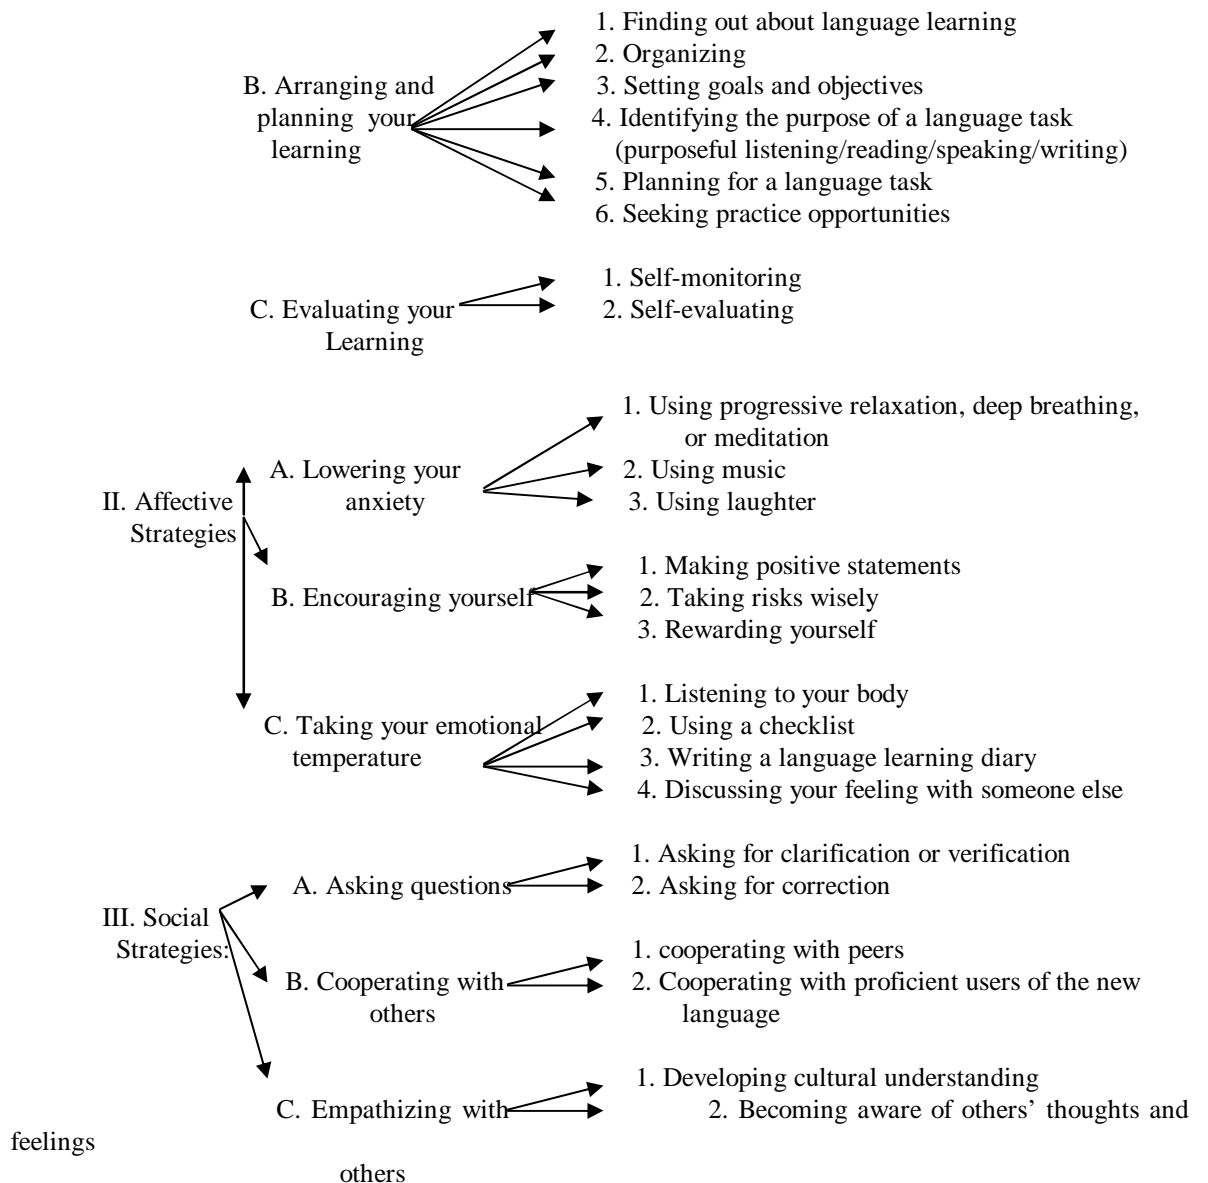 1. Finding out about language learning
2. Organizing
B. Arranging and
3. Setting goals and objectives
planning your
4. Identifying the purpose of a language task
learning
(purposeful listening/reading/speaking/writing)
5. Planning for a language task
6. Seeking practice opportunities
1. Self-monitoring
C. Evaluating your
2. Self-evaluating
Learning
1. Using progressive relaxation, deep breathing,
or meditation
A. Lowering your
2. Using music
II. Affective
anxiety
3. Using laughter
Strategies
1. Making positive statements
B. Encouraging yourself
2. Taking risks wisely
3. Rewarding yourself
1. Listening to your body
C. Taking your emotional
2. Using a checklist
temperature
3. Writing a language learning diary
4. Discussing your feeling with someone else
1. Asking for clarification or verification
A. Asking questions
2. Asking for correction
III. Social
Strategies:
1. cooperating with peers
B. Cooperating with
2. Cooperating with proficient users of the new
others
language
1. Developing cultural understanding
C. Empathizing with
2. Becoming aware of others’ thoughts and
feelings
others